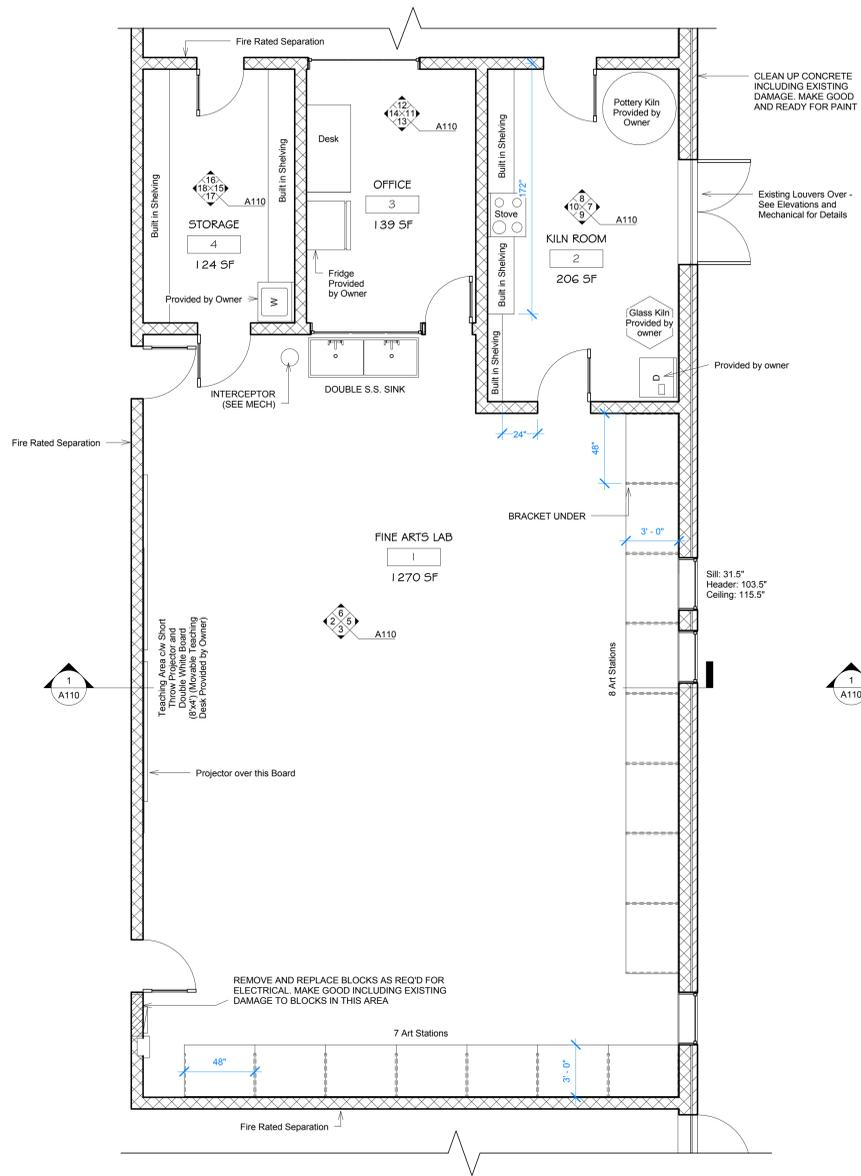 Fire Rated Separation
CLEAN UP CONCRETE
INCLUDING EXISTING
DAMAGE. MAKE GOOD
AND READY FOR PAINT
Built in Shelving
Built in Shelving
16
18 15
17
A110
STORAGE
4
124 SF
Provided by Owner
W
Desk
12
14 11
13
A110
OFFICE
3
139 SF
Fridge
Provided
by Owner
Built in Shelving
172"
Stove
Built in Shelving
Built in Shelving
Pottery Kiln
Provided by
Owner
8
10 7
9
A110
KILN ROOM
2
206 SF
Existing Louvers Over -
See Elevations and
Mechanical for Details
Glass Kiln
Provided by
owner
D
Provided by owner
INTERCEPTOR
(SEE MECH)
DOUBLE S.S. SINK
24"
48"
Fire Rated Separation
BRACKET UNDER
3' - 0"
FINE ARTS LAB
1
1270 SF
Sill: 31.5"
Header: 103.5"
Ceiling: 115.5"
6
2 5
3
A110
Teaching Area c/w Short
Throw Projector and
Double White Board
(8'x4') (Movable Teaching
Desk Provided by Owner)
8 Art Stations
1
A110
1
A110
Projector over this Board
REMOVE AND REPLACE BLOCKS AS REQ'D FOR
ELECTRICAL. MAKE GOOD INCLUDING EXISTING
DAMAGE TO BLOCKS IN THIS AREA
7 Art Stations
48"
3' - 0"
Fire Rated Separation